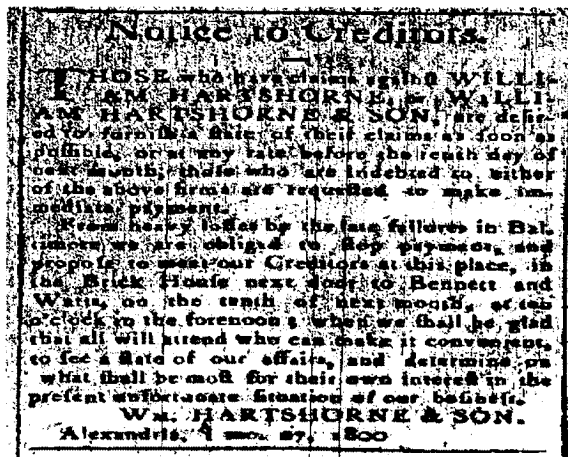 Notice to Creditors.
THOSE who have claims against WILLI-
AM HARTSHORNE, or WILLI-
AM HARTSHORNE & SON, are desir-
ed to furnish a state of their claims as soon as
possible, or at any rate before the tenth day of
next month; those who are indebted to either
of the above firms are requested to make im-
mediate payment.
From heavy losses by the late failures in Bal-
timore we are obliged to stop payment, and
propose to meet our Creditors at this place, in
the Brick House next door to Bennett and
Watts, on the tenth of next month, at ten
o'clock in the forenoon; when we shall be glad
that all will attend who can make it convenient,
to see a state of our affairs, and determine on
what shall be most for their own interest in the
present unfortunate situation of our business.
Wm. HARTSHORNE & SON.
Alexandria, mo. 27, 1800